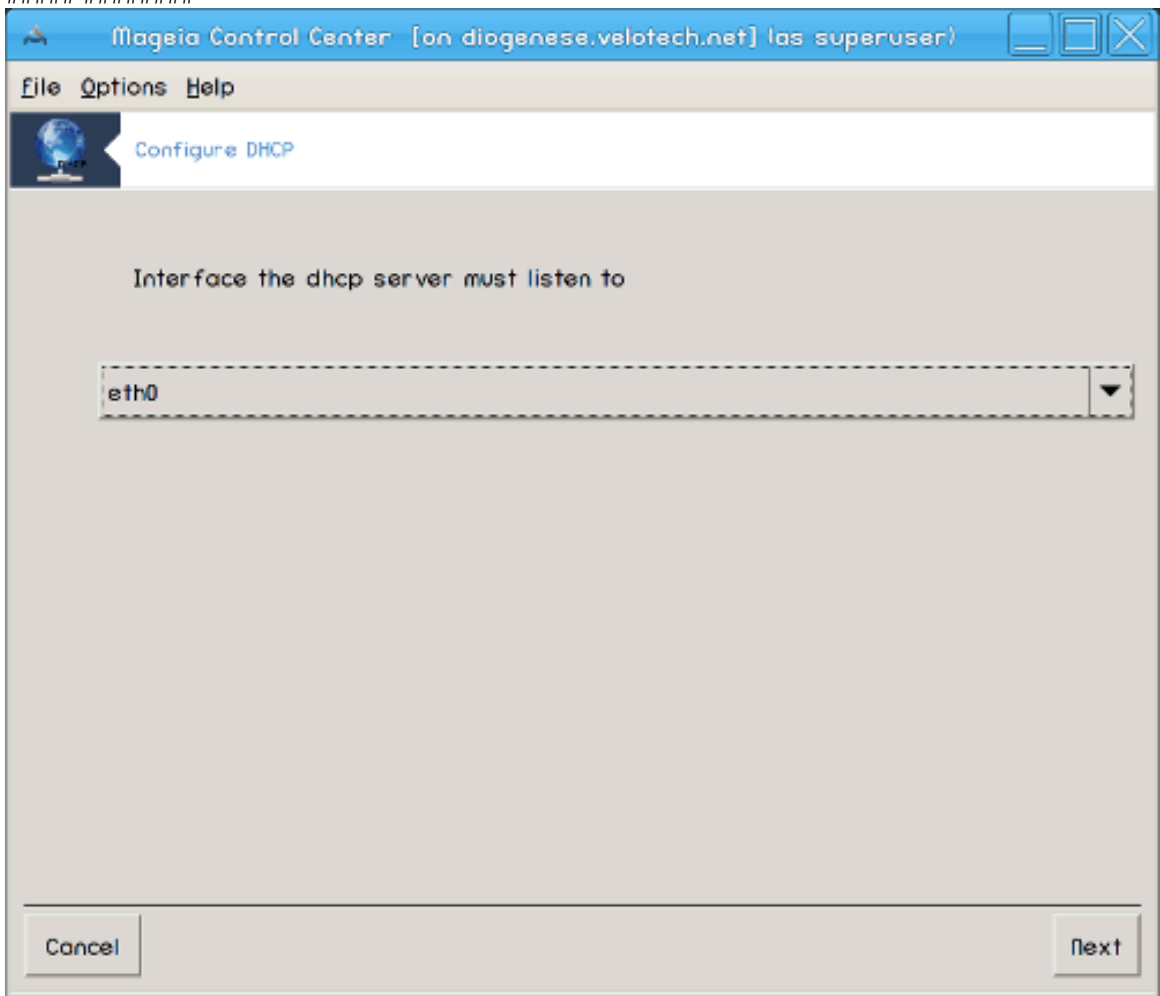 Mageia Control Center [on diogenese.velotech.net] (as superuser)
File Options Help
DHCP
Configure DHCP
Interface the dhcp server must listen to
eth0
Cancel
Next